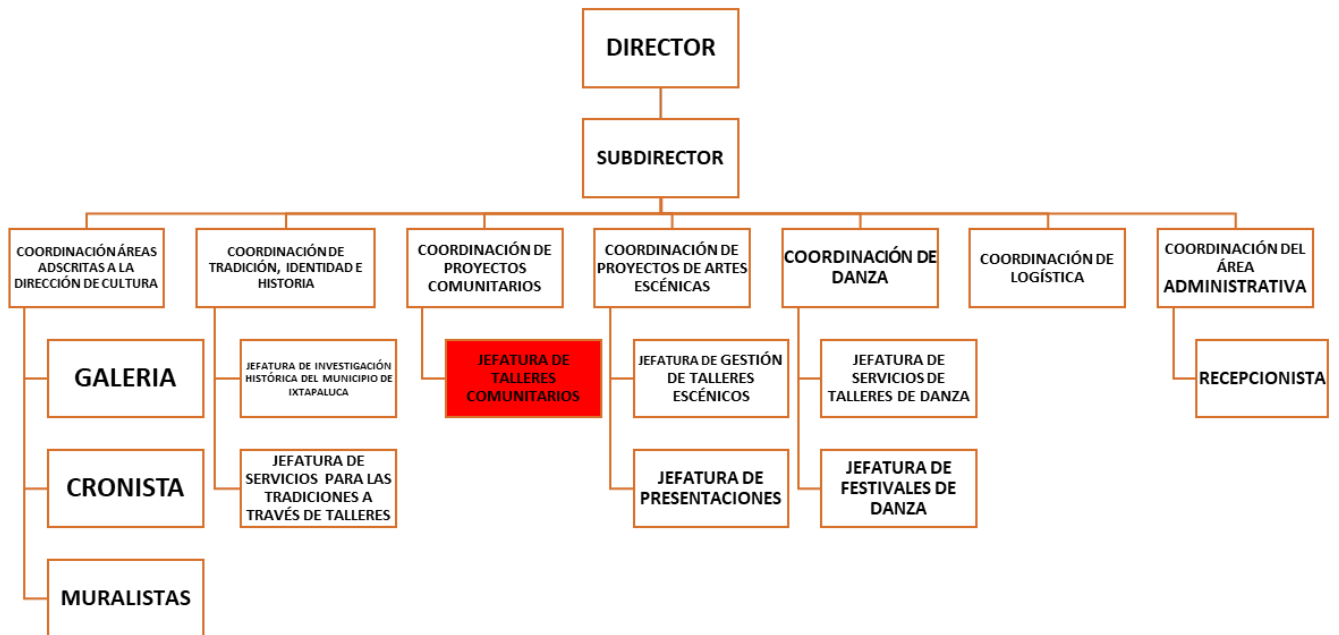 DIRECTOR
SUBDIRECTOR
COORDINACIÓN ÁREAS
ADSCRITAS A LA
DIRECCIÓN DE CULTURA
COORDINACIÓN DE
TRADICIÓN, IDENTIDAD E
HISTORIA
COORDINACIÓN DE
PROYECTOS
COMUNITARIOS
COORDINACIÓN DE
PROYECTOS DE ARTES
ESCÉNICAS
COORDINACIÓN DE
DANZA
COORDINACIÓN DE
LOGÍSTICA
COORDINACIÓN DEL
ÁREA
ADMINISTRATIVA
GALERIA
JEFATURA DE INVESTIGACIÓN
HISTÓRICA DEL MUNICIPIO DE
IXTAPALUCA
JEFATURA DE
TALLERES
COMUNITARIOS
JEFATURA DE GESTIÓN
DE TALLERES
ESCÉNICOS
JEFATURA DE
SERVICIOS DE
TALLERES DE DANZA
RECEPCIONISTA
CRONISTA
JEFATURA DE
SERVICIOS PARA LAS
TRADICIONES A
TRAVÉS DE TALLERES
JEFATURA DE
PRESENTACIONES
JEFATURA DE
FESTIVALES DE
DANZA
MURALISTAS